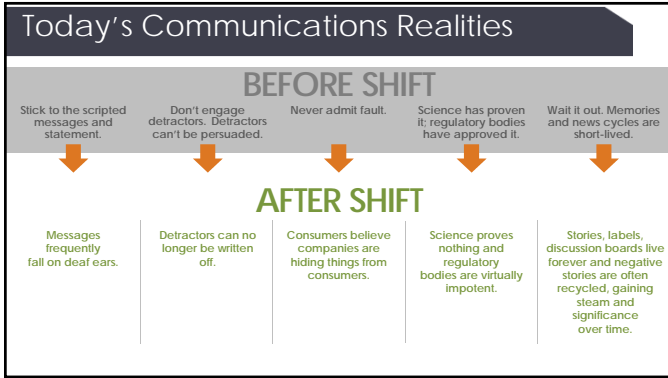 Today's Communications Realities
BEFORE SHIFT
Stick to the scripted
messages and
statement.
Don't engage
detractors. Detractors
can't be persuaded.
Never admit fault.
Science has proven
it; regulatory bodies
have approved it.
Wait it out. Memories
and news cycles are
short-lived.
AFTER SHIFT
Messages
frequently
fall on deaf ears.
Detractors can no
longer be written
off.
Consumers believe
companies are
hiding things from
consumers.
Science proves
nothing and
regulatory
bodies are virtually
impotent.
Stories, labels,
discussion boards live
forever and negative
stories are often
recycled, gaining
steam and
significance
over time.